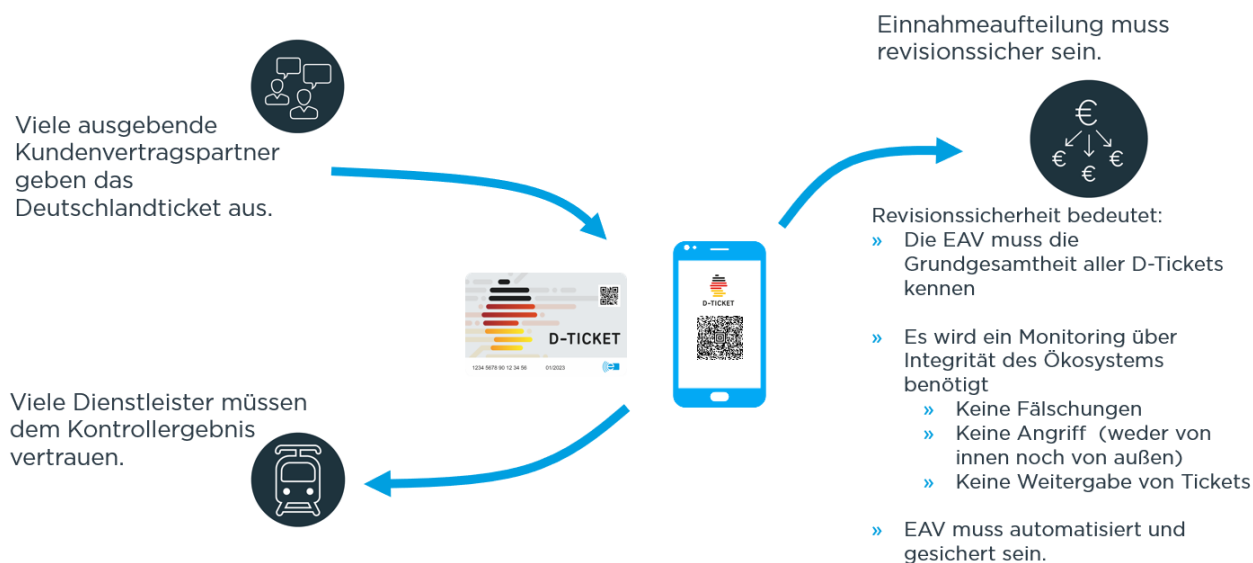 Viele ausgebende
Kundenvertragspartner
geben das
Deutschlandticket aus.
D-TICKET
1234 5678 90 12 34 56 01/2023
D-TICKET
Viele Dienstleister müssen
dem Kontrollergebnis
vertrauen.
Einnahmeaufteilung muss
revisionssicher sein.
€
€ € €
Revisionssicherheit bedeutet:
» Die EAV muss die
Grundgesamtheit aller D-Tickets
kennen
» Es wird ein Monitoring über
Integrität des Ökosystems
benötigt
» Keine Fälschungen
» Keine Angriff (weder von
innen noch von außen)
» Keine Weitergabe von Tickets
» EAV muss automatisiert und
gesichert sein.